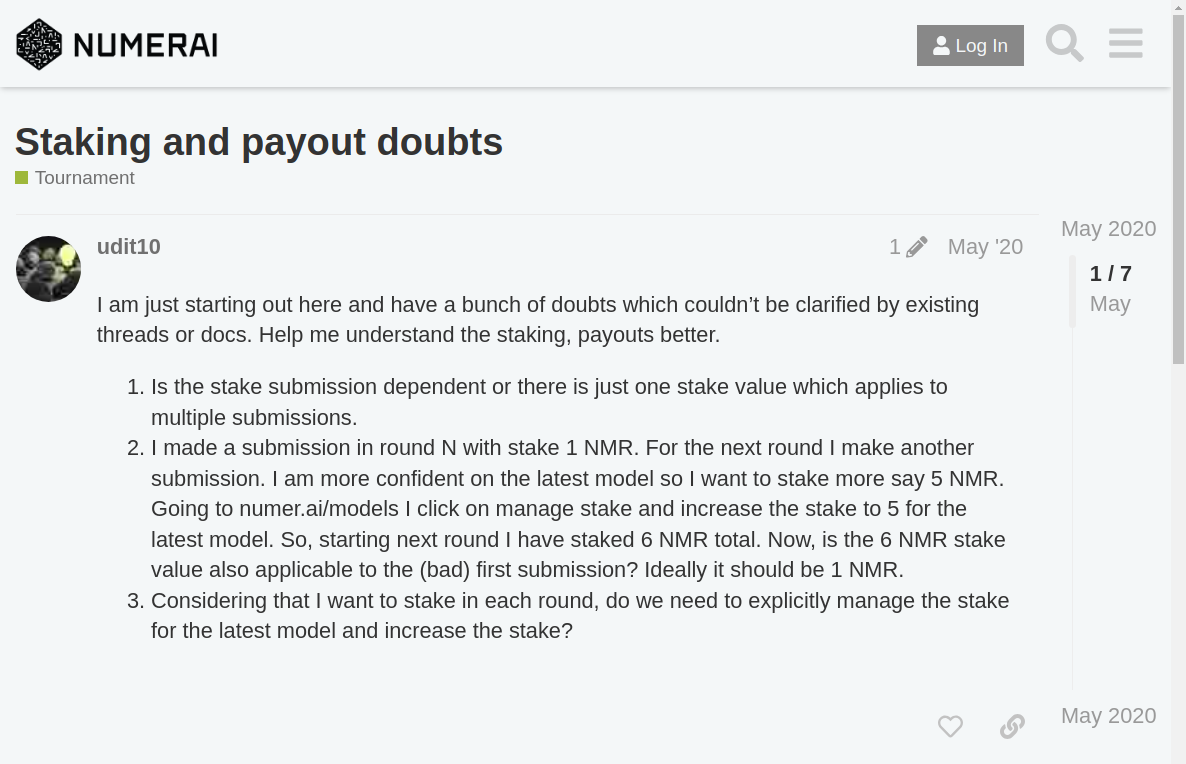 NUMERAI
Log In
Staking and payout doubts
Tournament
May 2020
udit10
1
May '20
1 / 7
May
I am just starting out here and have a bunch of doubts which couldn’t be clarified by existing
threads or docs. Help me understand the staking, payouts better.
1. Is the stake submission dependent or there is just one stake value which applies to
multiple submissions.
2. I made a submission in round N with stake 1 NMR. For the next round I make another
submission. I am more confident on the latest model so I want to stake more say 5 NMR.
Going to numer.ai/models I click on manage stake and increase the stake to 5 for the
latest model. So, starting next round I have staked 6 NMR total. Now, is the 6 NMR stake
value also applicable to the (bad) first submission? Ideally it should be 1 NMR.
3. Considering that I want to stake in each round, do we need to explicitly manage the stake
for the latest model and increase the stake?
May 2020